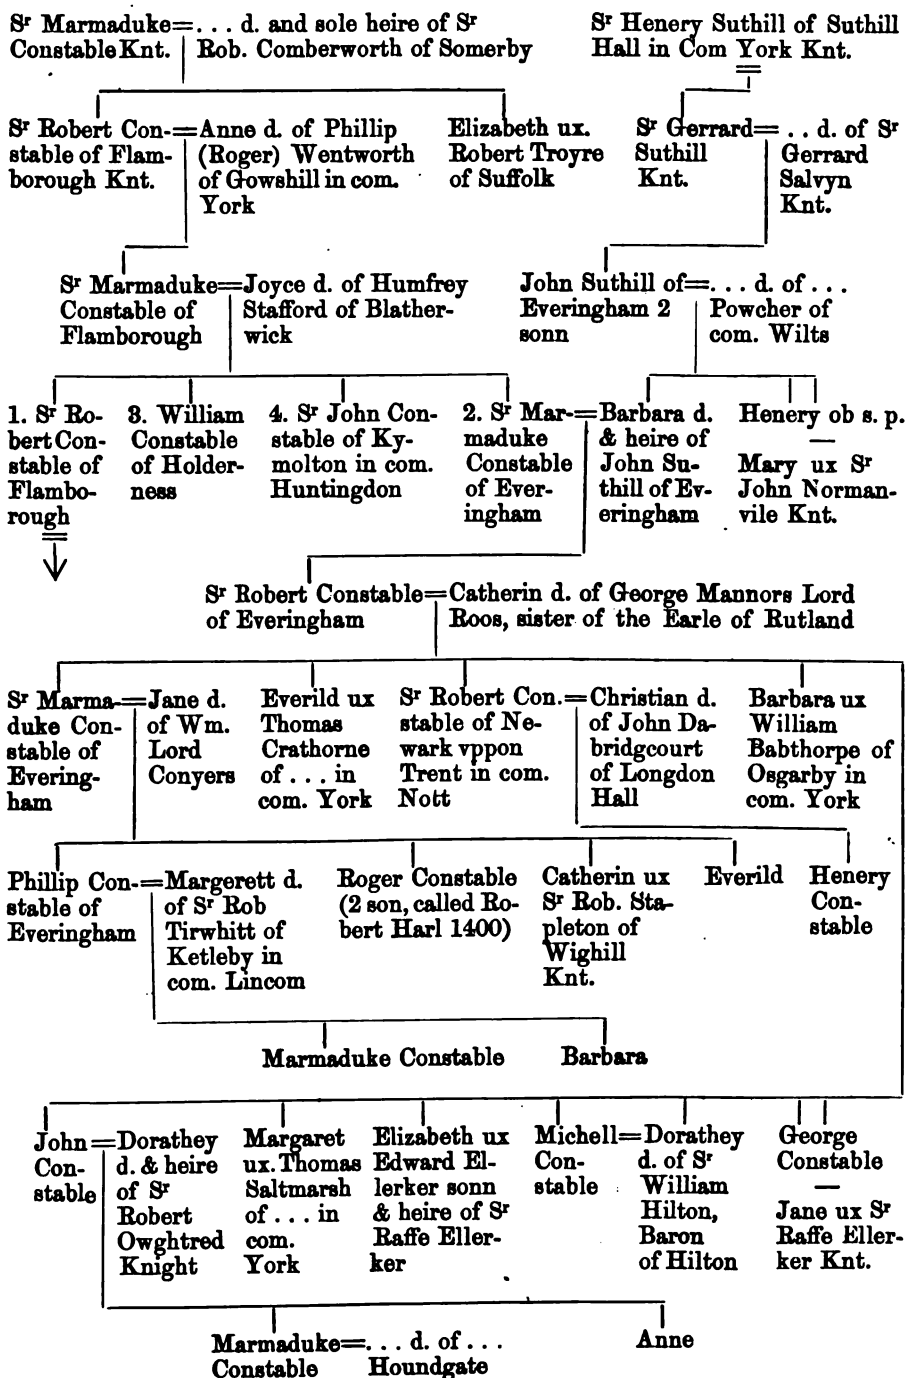 Sr Marmaduke=. . . d. and sole heire of Sr
Constable Knt. Rob. Comberworth of Somerby
Sr Henery Suthill of Suthill
Hall in Com York Knt.
Sr Robert Con-=Anne d. of Phillip
stable of Flam- (Roger) Wentworth
borough Knt. of Gowshill in com.
York
Elizabeth ux.
Robert Troyre
of Suffolk
Sr Gerrard= . . d. of Sr
Suthill Gerrard
Knt. Salvyn
Knt.
Sr Marmaduke=Joyce d. of Humfrey
Constable of Stafford of Blather-
Flamborough wick
John Suthill of=. . . d. of . . .
Everingham 2 Powcher of
sonn com. Wilts
1. Sr Ro-
bert Con-
stable of
Flambo-
rough
3. William
Constable
of Holder-
ness
4. Sr John Con-
stable of Ky-
molton in com.
Huntingdon
2. Sr Mar-=Barbara d.
maduke & heire of
Constable John Su-
of Ever- thill of Ev-
ingham eringham
Henery ob s. p.
—
Mary ux Sr
John Norman-
vile Knt.
Sr Robert Constable=Catherin d. of George Mannors Lord
of Everingham Roos, sister of the Earle of Rutland
Sr Marma-=Jane d.
duke Con- of Wm.
stable of Lord
Evering- Conyers
ham
Everild ux
Thomas
Crathorne
of . . . in
com. York
Sr Robert Con.=Christian d.
stable of Ne- of John Da-
wark vppon bridgcourt
Trent in com. of Longdon
Nott Hall
Barbara ux
William
Babthorpe of
Osgarby in
com. York
Phillip Con-=Margerett d.
stable of of Sr Rob
Everingham Tirwhitt of
Ketleby in
com. Lincom
Roger Constable
(2 son, called Ro-
bert Harl 1400)
Catherin ux
Sr Rob. Sta-
pleton of
Wighill
Knt.
Everild
Henery
Con-
stable
Marmaduke Constable Barbara
John=Dorathey
Con- d. & heire
stable of Sr
Robert
Owghtred
Knight
Margaret
ux. Thomas
Saltmarsh
of . . . in
com.
York
Elizabeth ux
Edward El-
lerker sonn
& heire of Sr
Raffe Eller-
ker
Michell=Dorathey
Con- d. of Sr
stable William
Hilton,
Baron
of Hilton
George
Constable
—
Jane ux Sr
Raffe Eller-
ker Knt.
Marmaduke=. . . d. of . . .
Constable Houndgate
Anne